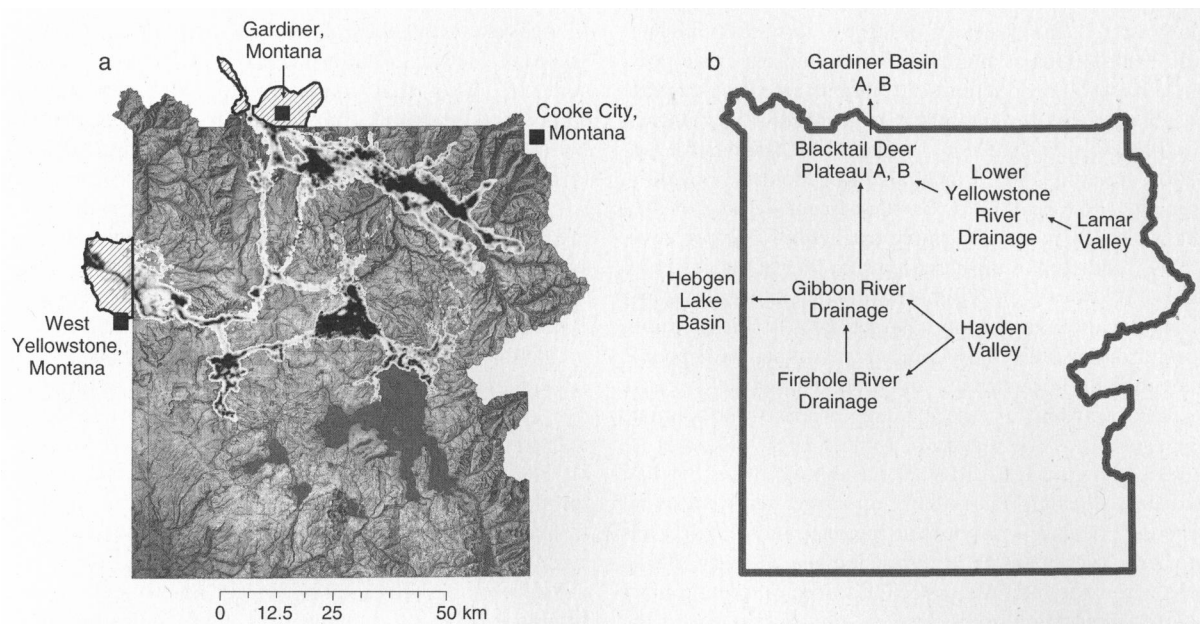 a
Gardiner,
Montana
Cooke City,
Montana
West
Yellowstone,
Montana
0 12.5 25 50 km
b
Gardiner Basin
A, B
Blacktail Deer
Plateau A, B
Lower
Yellowstone
River
Drainage
Lamar
Valley
Hebgen
Lake
Basin
Gibbon River
Drainage
Hayden
Valley
Firehole River
Drainage